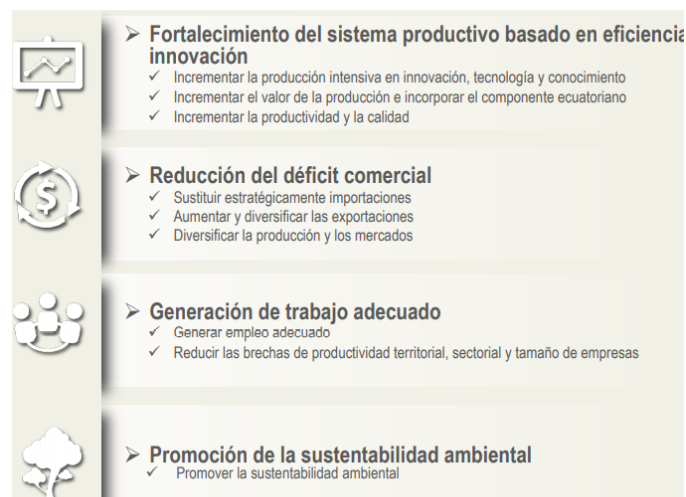 ➢ Fortalecimiento del sistema productivo basado en eficiencia
innovación
✓ Incrementar la producción intensiva en innovación, tecnología y conocimiento
✓ Incrementar el valor de la producción e incorporar el componente ecuatoriano
✓ Incrementar la productividad y la calidad
➢ Reducción del déficit comercial
✓ Sustituir estratégicamente importaciones
✓ Aumentar y diversificar las exportaciones
✓ Diversificar la producción y los mercados
➢ Generación de trabajo adecuado
✓ Generar empleo adecuado
✓ Reducir las brechas de productividad territorial, sectorial y tamaño de empresas
➢ Promoción de la sustentabilidad ambiental
✓ Promover la sustentabilidad ambiental